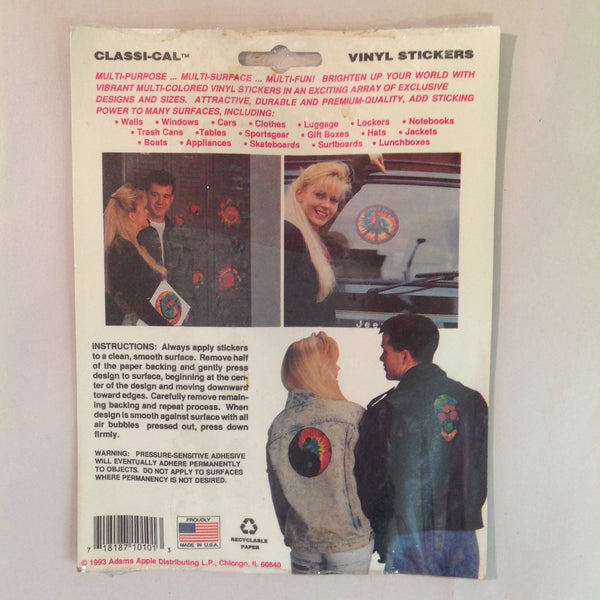 CLASSI-CAL™ VINYL STICKERS
MULTI-PURPOSE ... MULTI-SURFACE ... MULTI-FUN! BRIGHTEN UP YOUR WORLD WITH
VIBRANT MULTI-COLORED VINYL STICKERS IN AN EXCITING ARRAY OF EXCLUSIVE
DESIGNS AND SIZES. ATTRACTIVE, DURABLE AND PREMIUM-QUALITY, ADD STICKING
POWER TO MANY SURFACES, INCLUDING:
• Walls • Windows • Cars • Clothes • Luggage • Lockers • Notebooks
• Trash Cans • Tables • Sportsgear • Gift Boxes • Hats • Jackets
• Boats • Appliances • Skateboards • Surfboards • Lunchboxes
Jee
INSTRUCTIONS: Always apply stickers
to a clean, smooth surface. Remove half
of the paper backing and gently press
design to surface, beginning at the cen-
ter of the design and moving downward
toward edges. Carefully remove remain-
ing backing and repeat process. When
design is smooth against surface with all
air bubbles pressed out, press down
firmly.
WARNING: PRESSURE-SENSITIVE ADHESIVE
WILL EVENTUALLY ADHERE PERMANENTLY
TO OBJECTS. DO NOT APPLY TO SURFACES
WHERE PERMANENCY IS NOT DESIRED.
7 18187 10101 3
PROUDLY
MADE IN U.S.A.
RECYCLABLE
PAPER
© 1993 Adams Apple Distributing L.P., Chicago, IL 60640